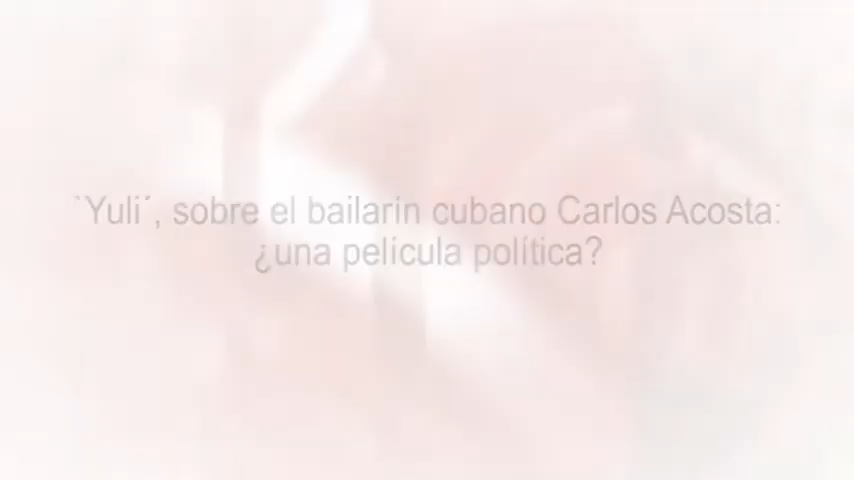 `Yuli´, sobre el bailarin cubano Carlos Acosta:
¿una película política?